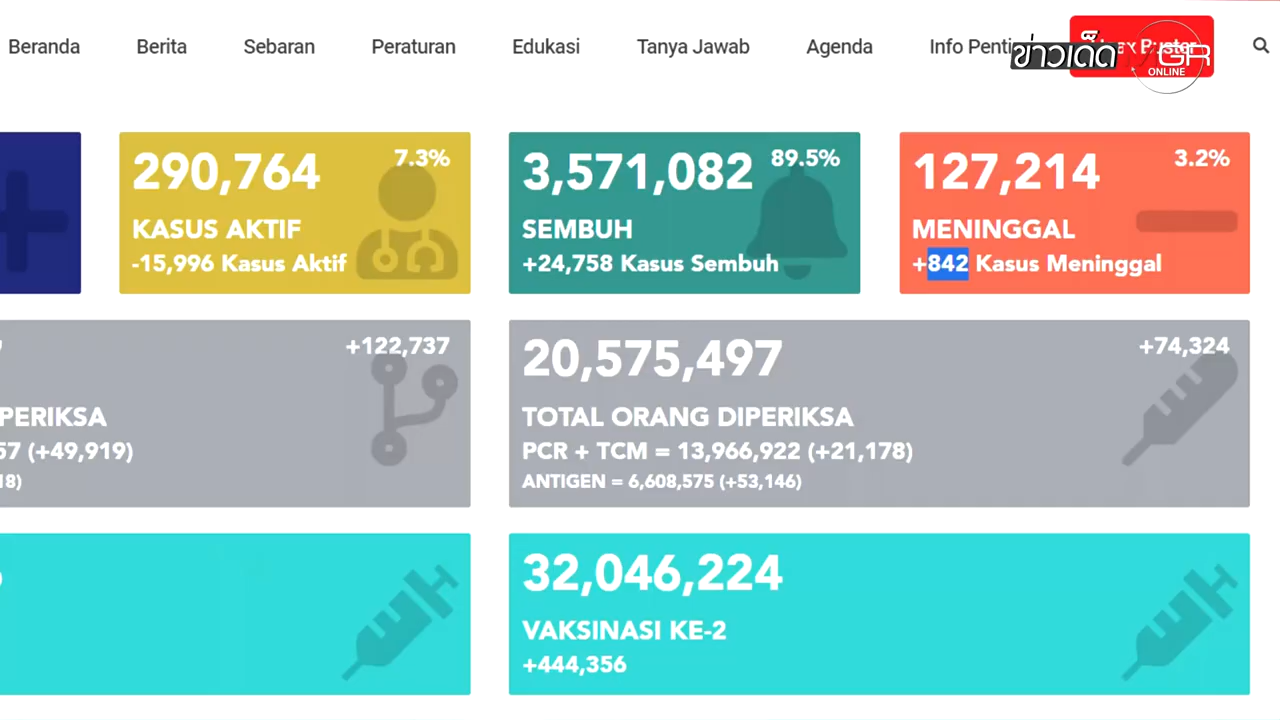 Beranda
Berita
Sebaran
Peraturan
Edukasi
Tanya Jawab
Agenda
Info Penti
ข่าวเด็ด
GR
ONLINE
290,764
7.3%
KASUS AKTIF
-15,996 Kasus Aktif
3,571,082
89.5%
SEMBUH
+24,758 Kasus Sembuh
127,214
3.2%
MENINGGAL
+842 Kasus Meninggal
+122,737
PERIKSA
57 (+49,919)
18)
20,575,497
+74,324
TOTAL ORANG DIPERIKSA
PCR + TCM = 13,966,922 (+21,178)
ANTIGEN = 6,608,575 (+53,146)
32,046,224
VAKSINASI KE-2
+444,356